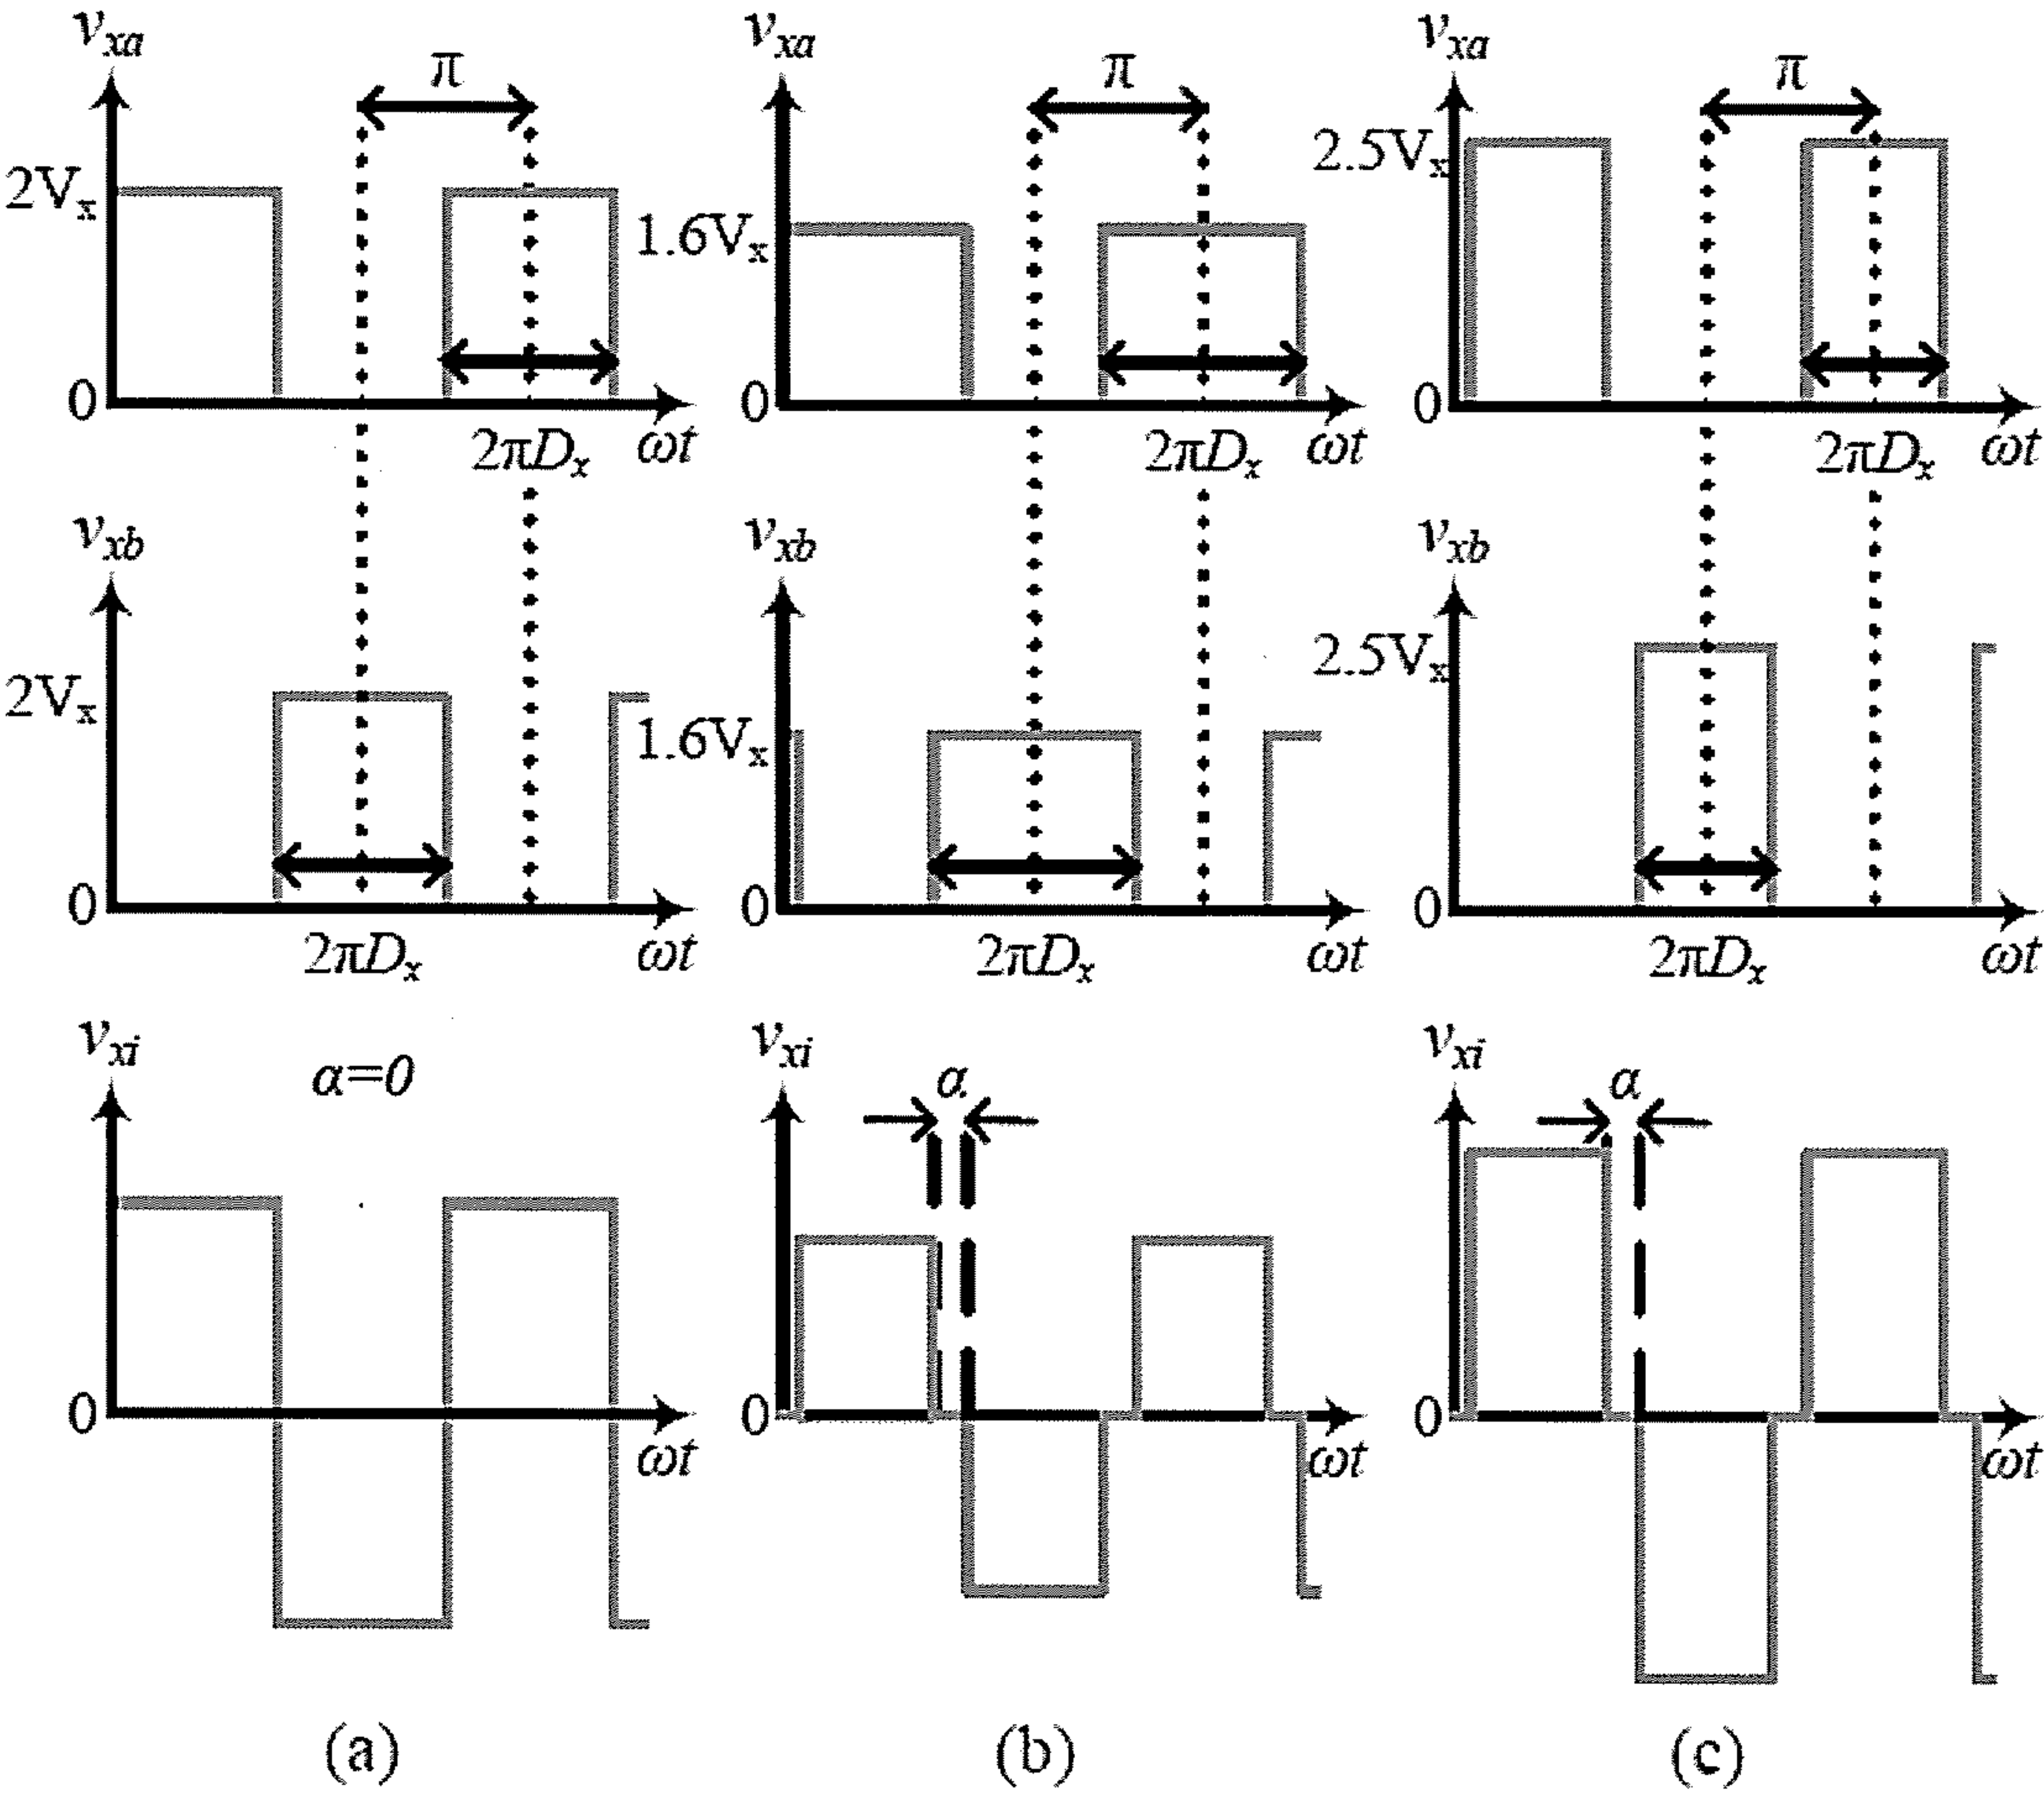 v_xa
π
2V_x
0
2πD_x
ωt
v_xb
2V_x
0
2πD_x
ωt
v_xi
α=0
0
ωt
(a)
v_xa
π
1.6V_x
0
2πD_x
ωt
v_xb
1.6V_x
0
2πD_x
ωt
v_xi
α
0
ωt
(b)
v_xa
π
2.5V_x
0
2πD_x
ωt
v_xb
2.5V_x
0
2πD_x
ωt
v_xi
α
0
ωt
(c)